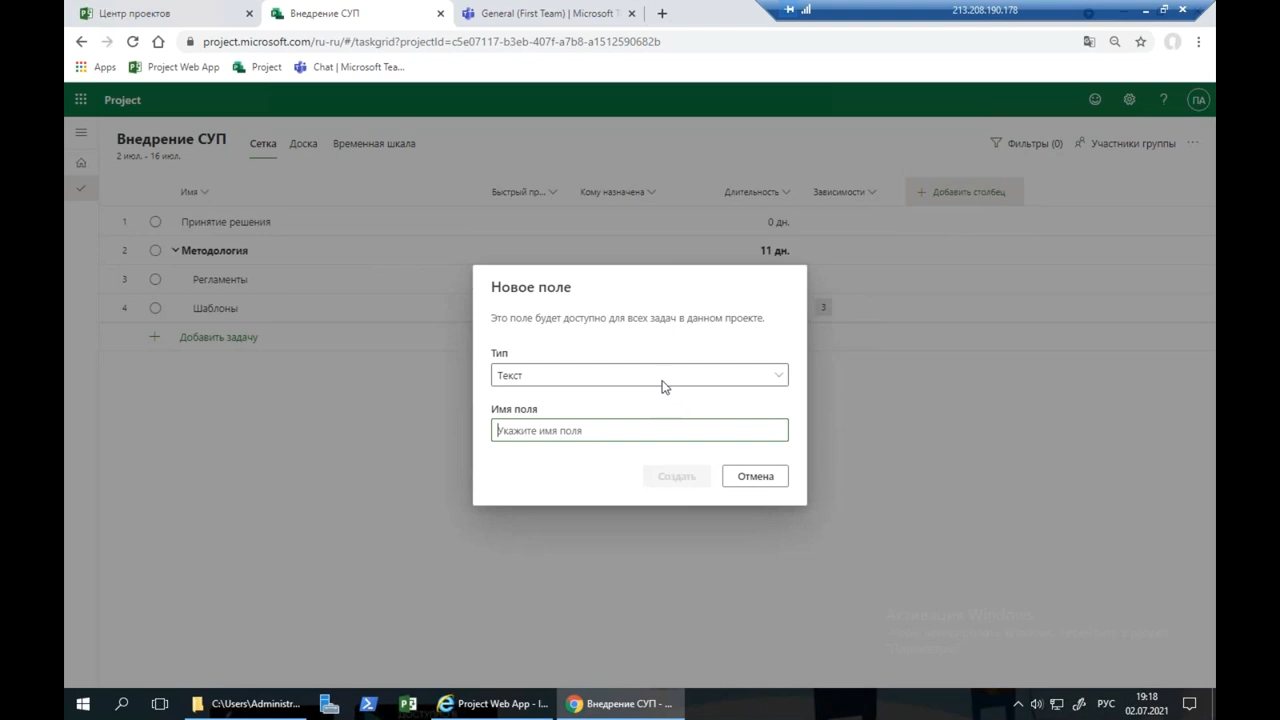 Центр проектов
Внедрение СУП
General (First Team) | Microsoft T
213.208.190.178
project.microsoft.com/ru-ru/#/taskgrid?projectId=c5e07117-b3eb-407f-a7b8-a1512590682b
Apps
Project Web App
Project
Chat | Microsoft Tea...
Project
ПА
Внедрение СУП
2 июл. - 16 июл.
Сетка
Доска
Временная шкала
Фильтры (0)
Участники группы
Имя
Быстрый пр...
Кому назначена
Длительность
Зависимости
Добавить столбец
1
Принятие решения
0 дн.
2
Методология
11 дн.
3
Регламенты
4
Шаблоны
3
Добавить задачу
Новое поле
Это поле будет доступно для всех задач в данном проекте.
Тип
Текст
Имя поля
Укажите имя поля
Создать
Отмена
Активация Windows
C:\Users\Administr...
Project Web App - I...
Внедрение СУП - ...
РУС
19:18
02.07.2021